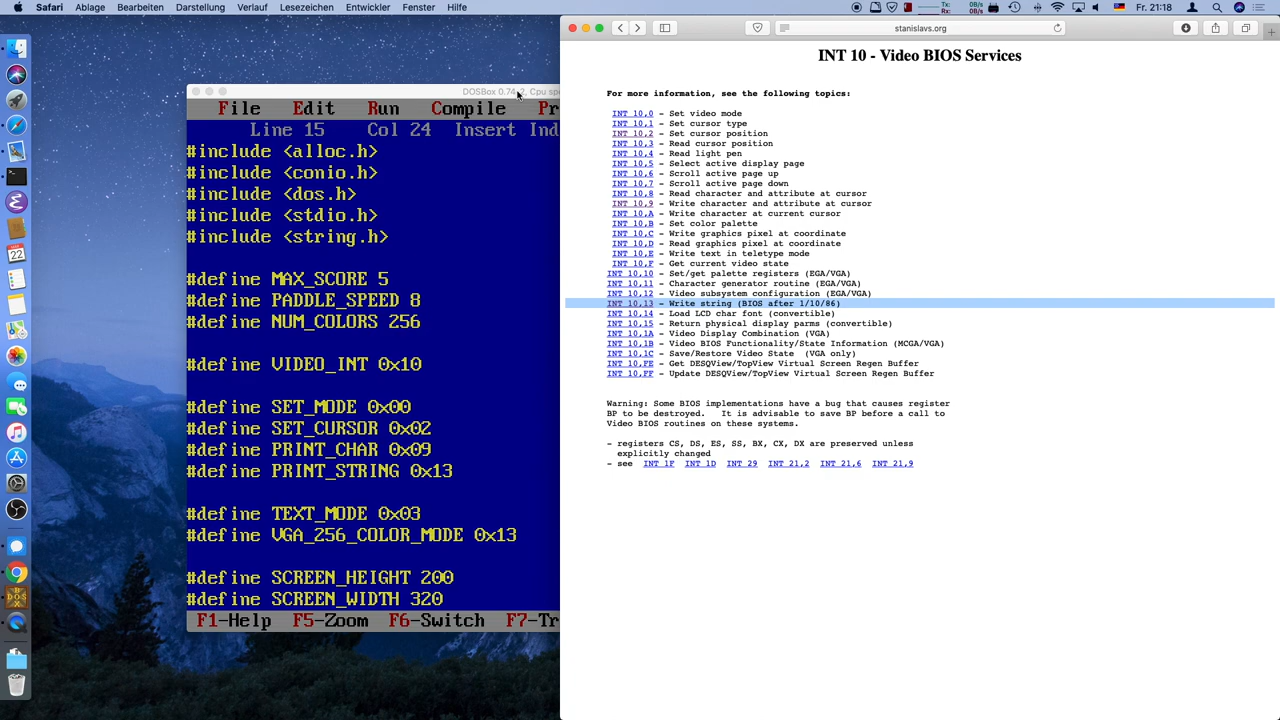 Safari Ablage Bearbeiten Darstellung Verlauf Lesezeichen Entwickler Fenster Hilfe
Tx: 0B/s
Rx: 0B/s
Fr. 21:18
DOSBox 0.74-2, Cpu spe
File Edit Run Compile Pr
Line 15 Col 24 Insert Ind
#include <alloc.h>
#include <conio.h>
#include <dos.h>
#include <stdio.h>
#include <string.h>
#define MAX_SCORE 5
#define PADDLE_SPEED 8
#define NUM_COLORS 256
#define VIDEO_INT 0x10
#define SET_MODE 0x00
#define SET_CURSOR 0x02
#define PRINT_CHAR 0x09
#define PRINT_STRING 0x13
#define TEXT_MODE 0x03
#define VGA_256_COLOR_MODE 0x13
#define SCREEN_HEIGHT 200
#define SCREEN_WIDTH 320
F1-Help F5-Zoom F6-Switch F7-Tr
22
DOS
stanislavs.org
INT 10 - Video BIOS Services
For more information, see the following topics:
INT 10,0 - Set video mode
INT 10,1 - Set cursor type
INT 10,2 - Set cursor position
INT 10,3 - Read cursor position
INT 10,4 - Read light pen
INT 10,5 - Select active display page
INT 10,6 - Scroll active page up
INT 10,7 - Scroll active page down
INT 10,8 - Read character and attribute at cursor
INT 10,9 - Write character and attribute at cursor
INT 10,A - Write character at current cursor
INT 10,B - Set color palette
INT 10,C - Write graphics pixel at coordinate
INT 10,D - Read graphics pixel at coordinate
INT 10,E - Write text in teletype mode
INT 10,F - Get current video state
INT 10,10 - Set/get palette registers (EGA/VGA)
INT 10,11 - Character generator routine (EGA/VGA)
INT 10,12 - Video subsystem configuration (EGA/VGA)
INT 10,13 - Write string (BIOS after 1/10/86)
INT 10,14 - Load LCD char font (convertible)
INT 10,15 - Return physical display parms (convertible)
INT 10,1A - Video Display Combination (VGA)
INT 10,1B - Video BIOS Functionality/State Information (MCGA/VGA)
INT 10,1C - Save/Restore Video State (VGA only)
INT 10,FE - Get DESQView/TopView Virtual Screen Regen Buffer
INT 10,FF - Update DESQView/TopView Virtual Screen Regen Buffer
Warning: Some BIOS implementations have a bug that causes register
BP to be destroyed. It is advisable to save BP before a call to
Video BIOS routines on these systems.
- registers CS, DS, ES, SS, BX, CX, DX are preserved unless
explicitly changed
- see INT 1F INT 1D INT 29 INT 21,2 INT 21,6 INT 21,9